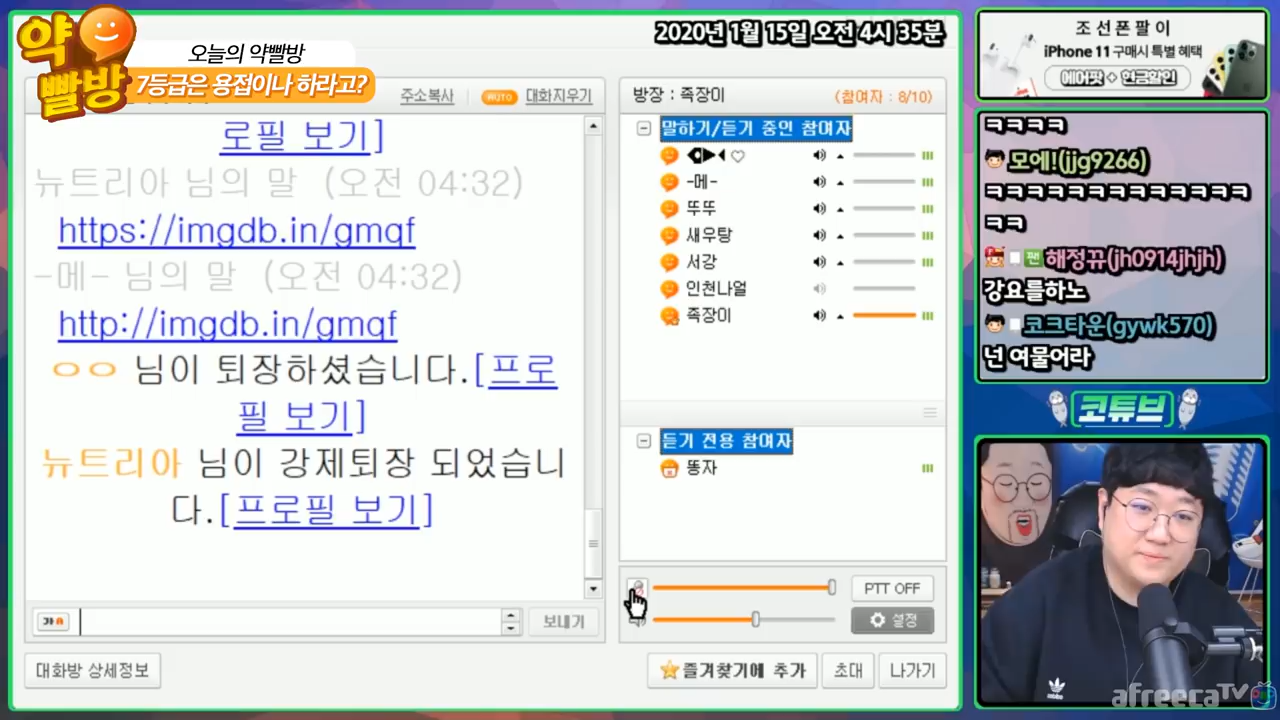 약빨방
오늘의 약빨방
7등급은 용접이나 하라고?
2020년 1월 15일 오전 4시 35분
주소복사
AUTO 대화지우기
로필 보기]
뉴트리아 님의 말 (오전 04:32)
https://imgdb.in/gmqf
-메- 님의 말 (오전 04:32)
http://imgdb.in/gmqf
ㅇㅇ 님이 퇴장하셨습니다.[프로
필 보기]
뉴트리아 님이 강제퇴장 되었습니
다.[프로필 보기]
보내기
대화방 상세정보
방장 : 족장이
(참여자 : 8/10)
말하기/듣기 중인 참여자
-메-
뚜뚜
새우탕
서강
인천나얼
족장이
듣기 전용 참여자
똥자
PTT OFF
설정
즐겨찾기에 추가
초대
나가기
조선폰팔이
iPhone 11 구매시 특별 혜택
에어팟 + 현금할인
ㅋㅋㅋㅋ
모에!(jjg9266)
ㅋㅋㅋㅋㅋㅋㅋㅋㅋㅋㅋㅋㅋ
ㅋㅋ
팬 해정뀨(jh0914jhjh)
강요를하노
코크타운(gywk570)
넌 여물어라
코튜브
adidas
afreecaTV